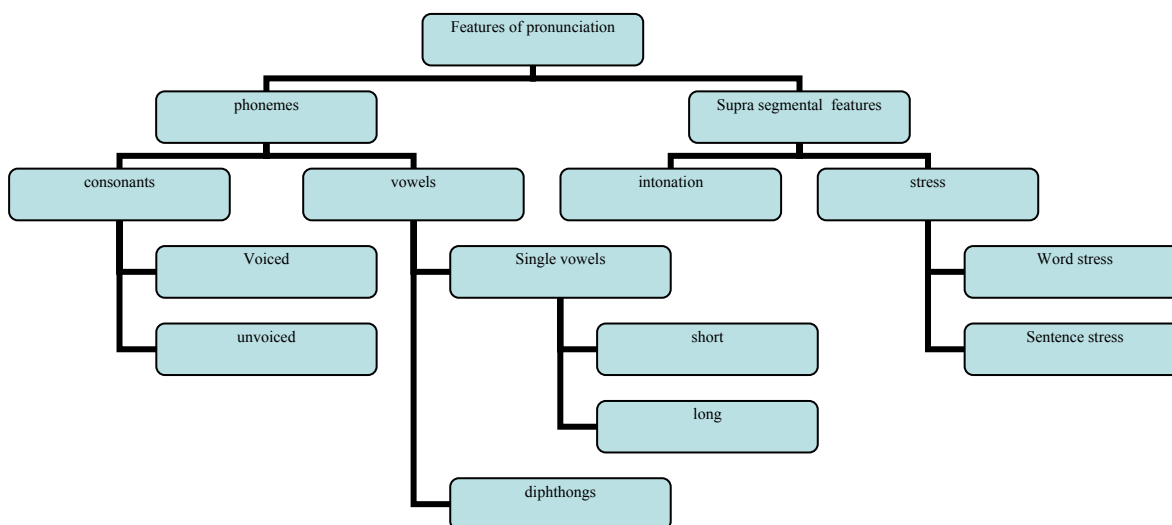 Features of pronunciation
phonemes
Supra segmental features
consonants
vowels
intonation
stress
Voiced
Single vowels
Word stress
unvoiced
short
Sentence stress
long
diphthongs